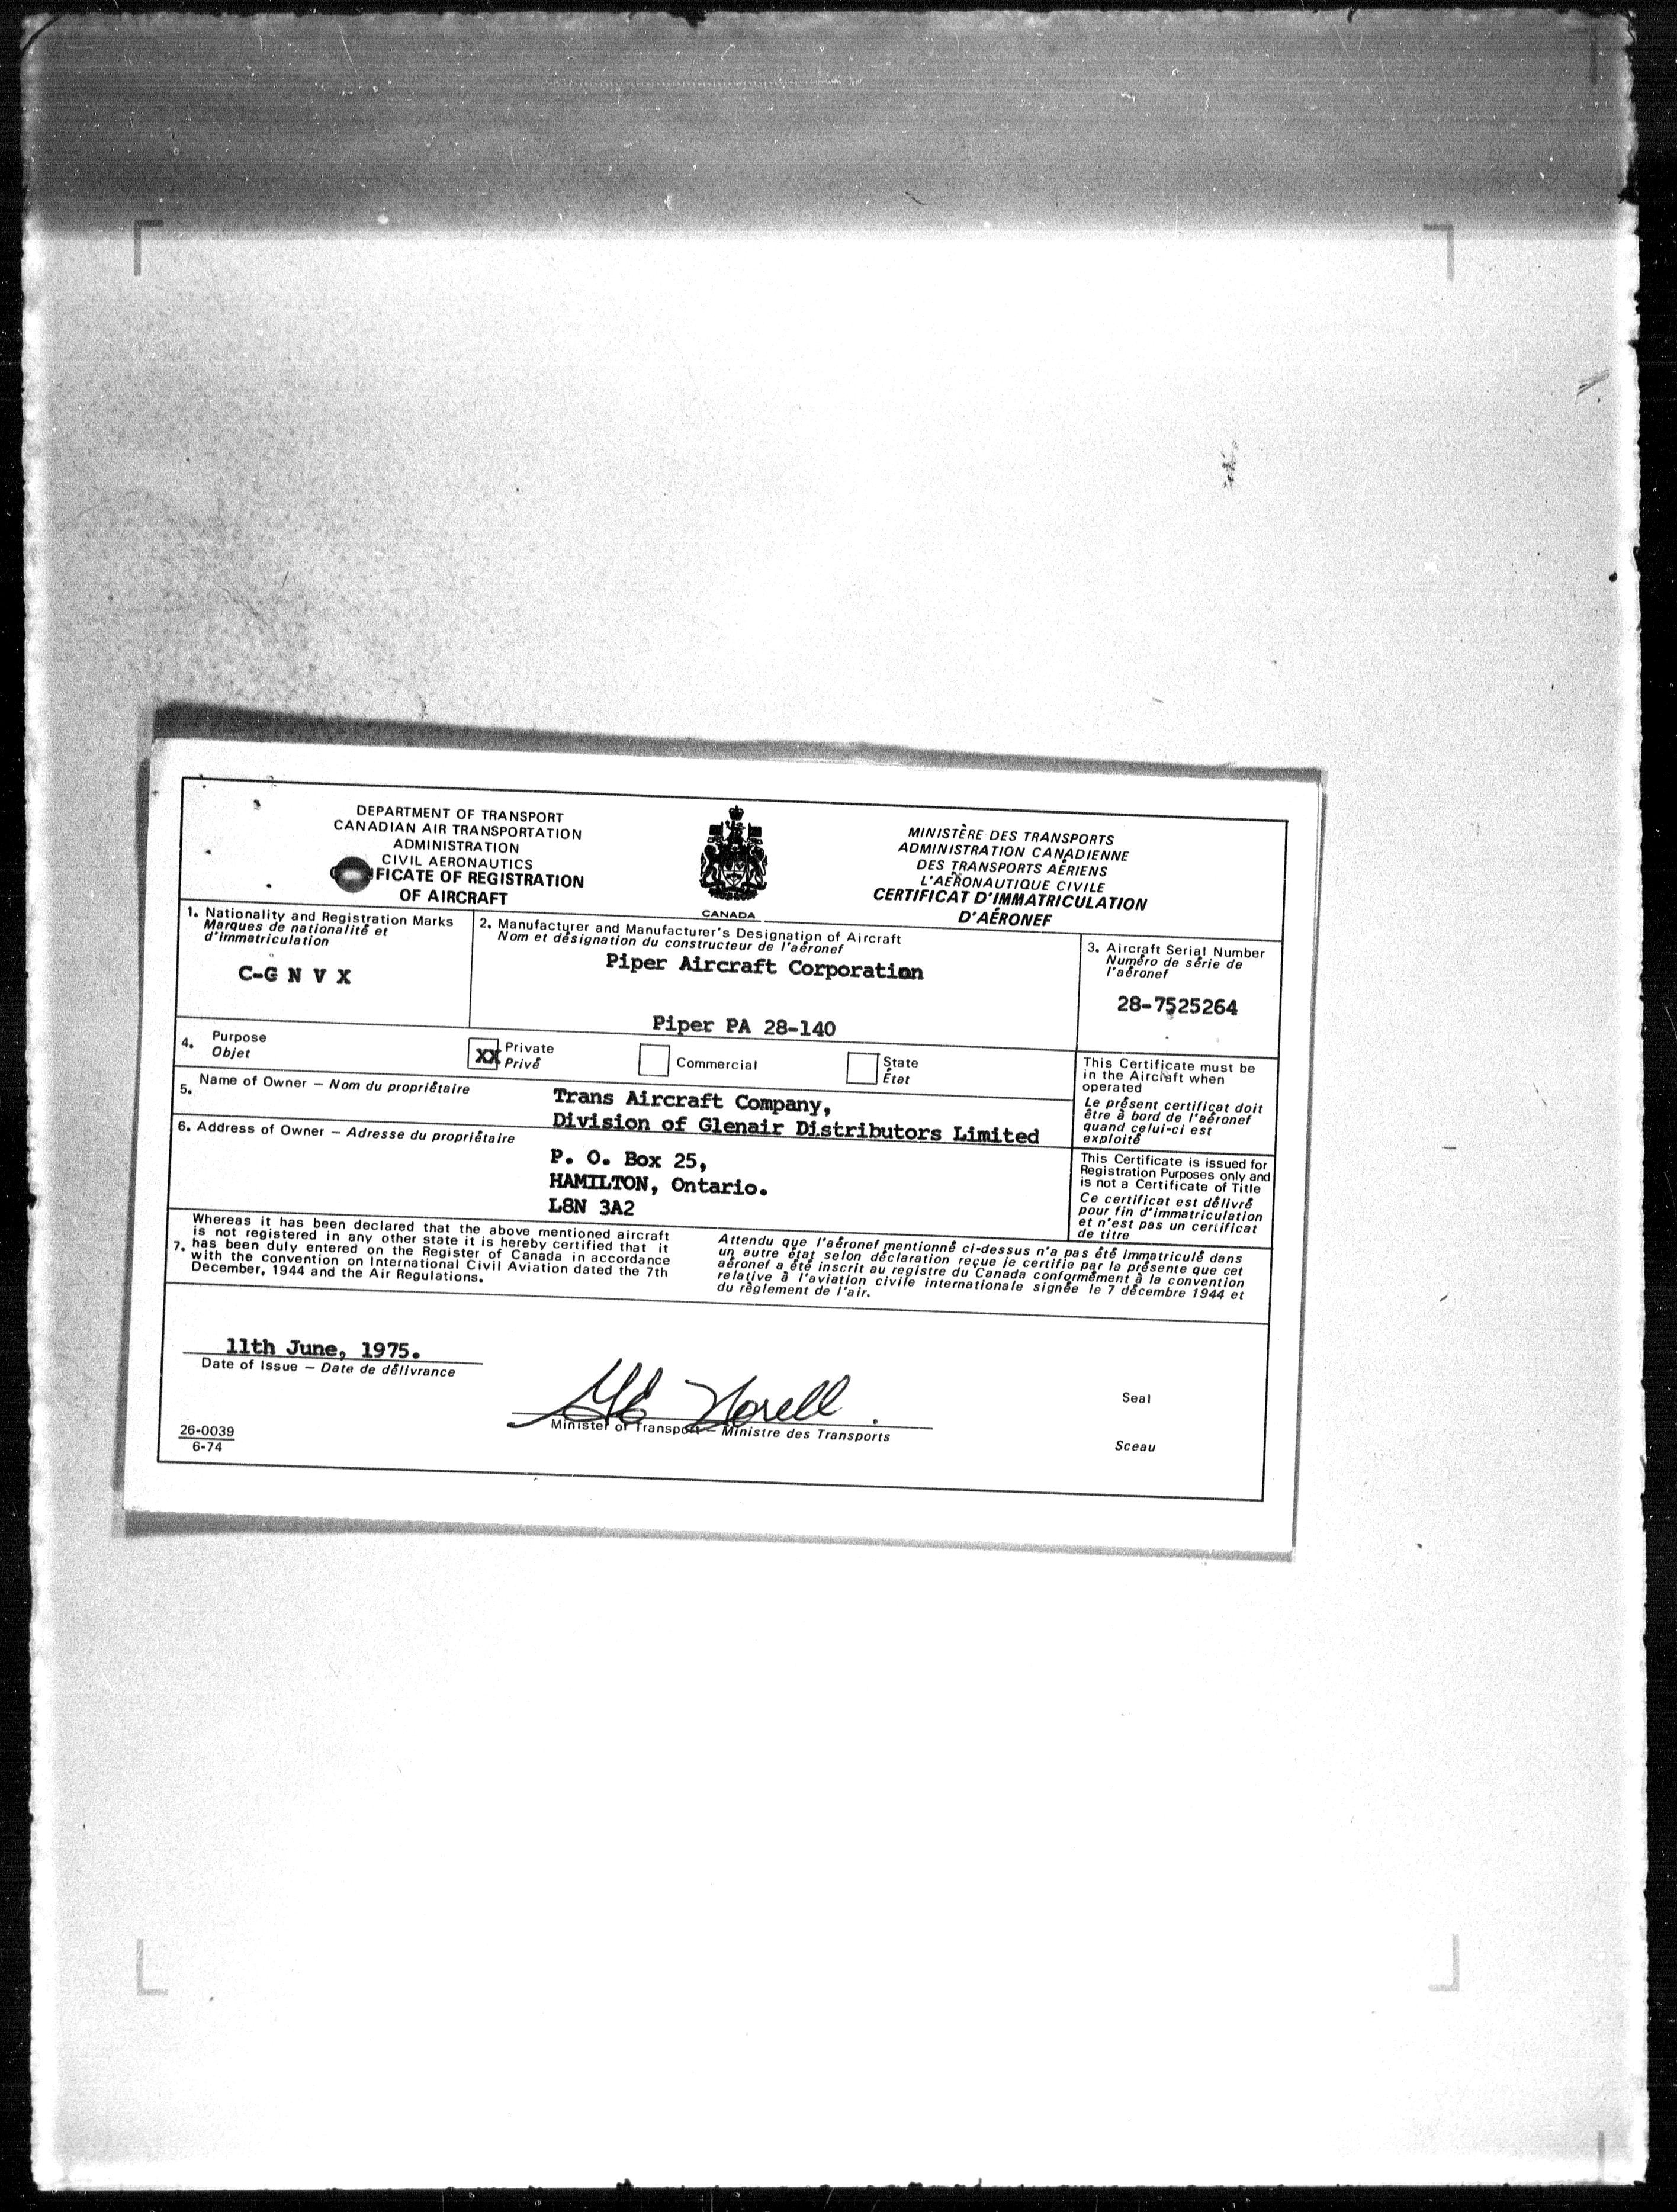 DEPARTMENT OF TRANSPORT
CANADIAN AIR TRANSPORTATION
ADMINISTRATION
CIVIL AERONAUTICS
FICATE OF REGISTRATION
OF AIRCRAFT
CANADA
MINISTÈRE DES TRANSPORTS
ADMINISTRATION CANADIENNE
DES TRANSPORTS AÉRIENS
L'AÉRONAUTIQUE CIVILE
CERTIFICAT D'IMMATRICULATION
D'AÉRONEF
1. Nationality and Registration Marks
Marques de nationalité et
d'immatriculation
C-G N V X
2. Manufacturer and Manufacturer's Designation of Aircraft
Nom et désignation du constructeur de l'aéronef
Piper Aircraft Corporation
Piper PA 28-140
3. Aircraft Serial Number
Numéro de série de
l'aéronef
28-7525264
4. Purpose
Objet
XX Private
Privé
Commercial
State
État
This Certificate must be
in the Aircraft when
operated
Le présent certificat doit
être à bord de l'aéronef
quand celui-ci est
exploité
5. Name of Owner — Nom du propriétaire
Trans Aircraft Company,
Division of Glenair Distributors Limited
6. Address of Owner — Adresse du propriétaire
P. O. Box 25,
HAMILTON, Ontario.
L8N 3A2
This Certificate is issued for
Registration Purposes only and
is not a Certificate of Title
Ce certificat est délivré
pour fin d'immatriculation
et n'est pas un certificat
de titre
Whereas it has been declared that the above mentioned aircraft
is not registered in any other state it is hereby certified that it
7. has been duly entered on the Register of Canada in accordance
with the convention on International Civil Aviation dated the 7th
December, 1944 and the Air Regulations.
Attendu que l'aéronef mentionné ci-dessus n'a pas été immatriculé dans
un autre état selon déclaration reçue je certifie par la présente que cet
aéronef a été inscrit au registre du Canada conformément à la convention
relative à l'aviation civile internationale signée le 7 décembre 1944 et
du règlement de l'air.
11th June, 1975.
Date of Issue — Date de délivrance
Minister of Transport — Ministre des Transports
Seal
Sceau
26-0039
6-74